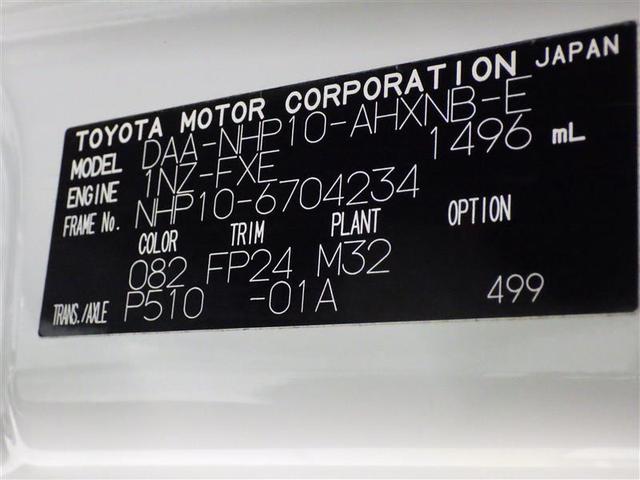 TOYOTA MOTOR CORPORATION JAPAN
MODEL DAA-NHP10-AHXNB-E
ENGINE 1NZ-FXE 1496 mL
FRAME No. NHP10-6704234
COLOR TRIM PLANT OPTION
082 FP24 M32
TRANS./AXLE P510 -01A 499